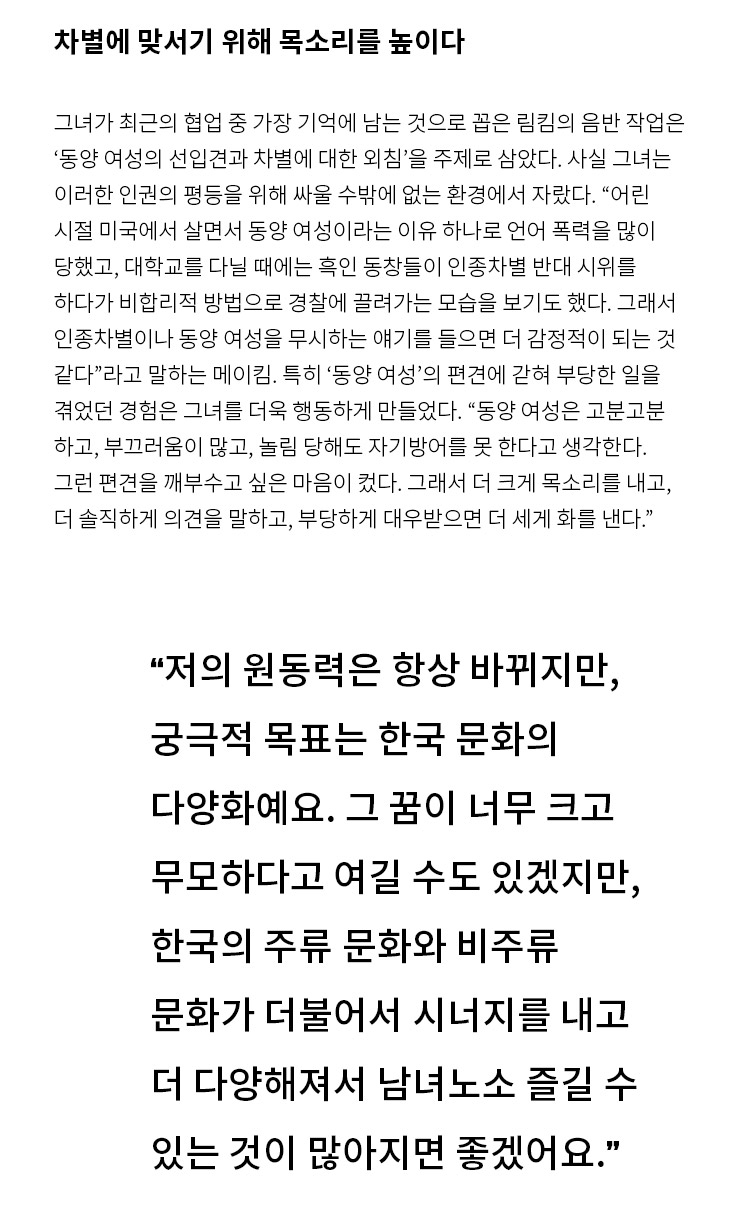 차별에 맞서기 위해 목소리를 높이다
그녀가 최근의 협업 중 가장 기억에 남는 것으로 꼽은 림킴의 음반 작업은
‘동양 여성의 선입견과 차별에 대한 외침’을 주제로 삼았다. 사실 그녀는
이러한 인권의 평등을 위해 싸울 수밖에 없는 환경에서 자랐다. “어린
시절 미국에서 살면서 동양 여성이라는 이유 하나로 언어 폭력을 많이
당했고, 대학교를 다닐 때에는 흑인 동창들이 인종차별 반대 시위를
하다가 비합리적 방법으로 경찰에 끌려가는 모습을 보기도 했다. 그래서
인종차별이나 동양 여성을 무시하는 얘기를 들으면 더 감정적이 되는 것
같다”라고 말하는 메이킴. 특히 ‘동양 여성’의 편견에 갇혀 부당한 일을
겪었던 경험은 그녀를 더욱 행동하게 만들었다. “동양 여성은 고분고분
하고, 부끄러움이 많고, 놀림 당해도 자기방어를 못 한다고 생각한다.
그런 편견을 깨부수고 싶은 마음이 컸다. 그래서 더 크게 목소리를 내고,
더 솔직하게 의견을 말하고, 부당하게 대우받으면 더 세게 화를 낸다.”
“저의 원동력은 항상 바뀌지만,
궁극적 목표는 한국 문화의
다양화예요. 그 꿈이 너무 크고
무모하다고 여길 수도 있겠지만,
한국의 주류 문화와 비주류
문화가 더불어서 시너지를 내고
더 다양해져서 남녀노소 즐길 수
있는 것이 많아지면 좋겠어요.”